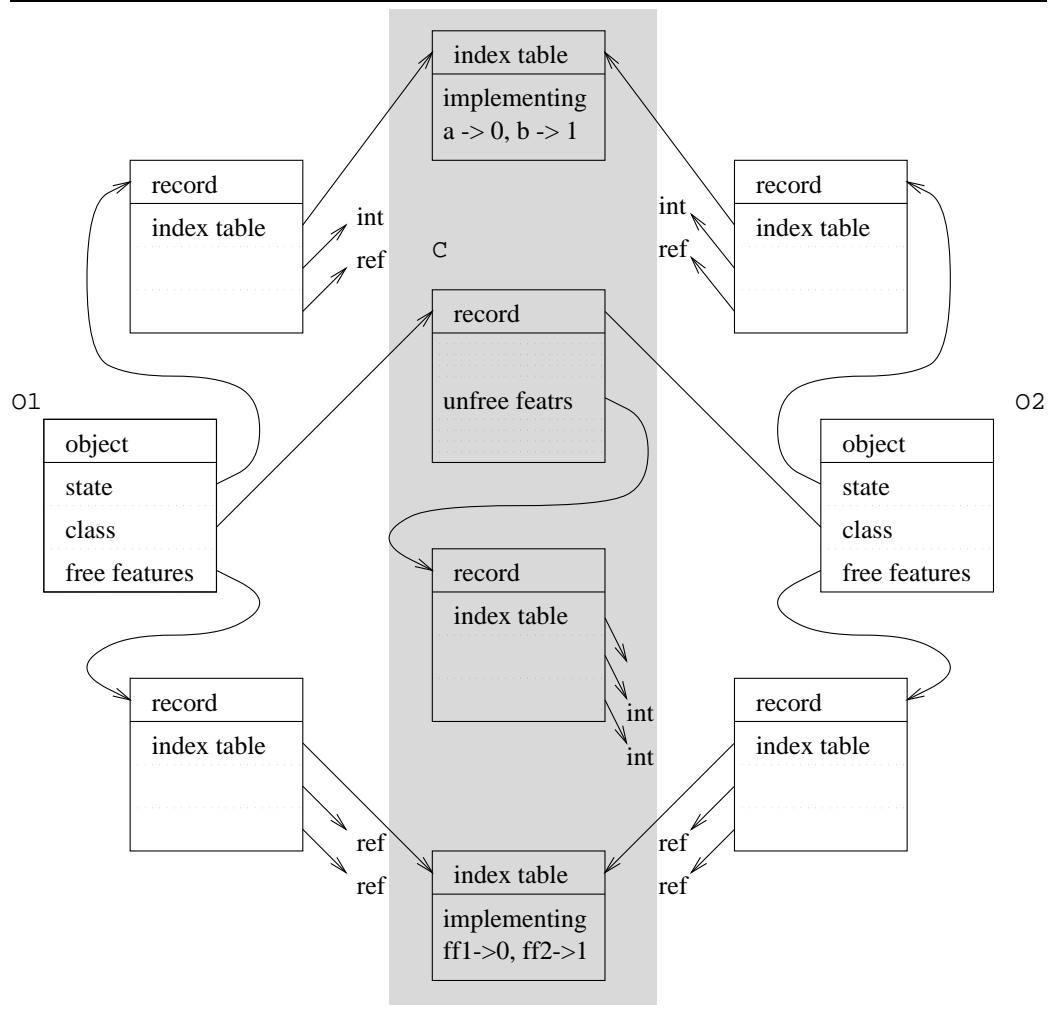 index table
implementing
a -> 0, b -> 1
record
index table
int
ref
int
ref
record
index table
C
record
unfree featrs
O1
object
state
class
free features
O2
object
state
class
free features
record
index table
int
int
record
index table
ref
ref
record
index table
ref
ref
index table
implementing
ff1->0, ff2->1